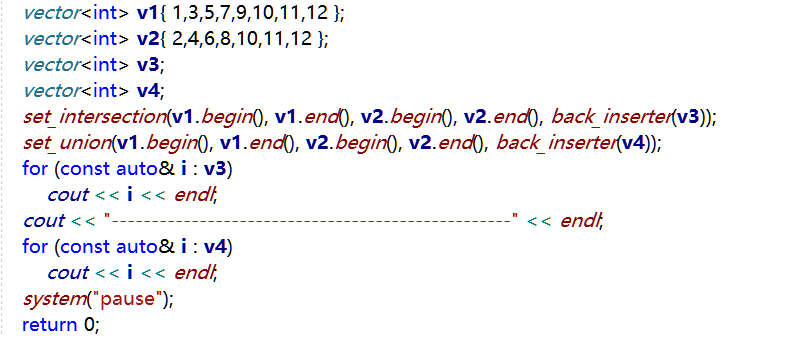 vector<int> v1{ 1,3,5,7,9,10,11,12 };
vector<int> v2{ 2,4,6,8,10,11,12 };
vector<int> v3;
vector<int> v4;
set_intersection(v1.begin(), v1.end(), v2.begin(), v2.end(), back_inserter(v3));
set_union(v1.begin(), v1.end(), v2.begin(), v2.end(), back_inserter(v4));
for (const auto& i : v3)
cout << i << endl;
cout << "--------------------------------------------------" << endl;
for (const auto& i : v4)
cout << i << endl;
system("pause");
return 0;